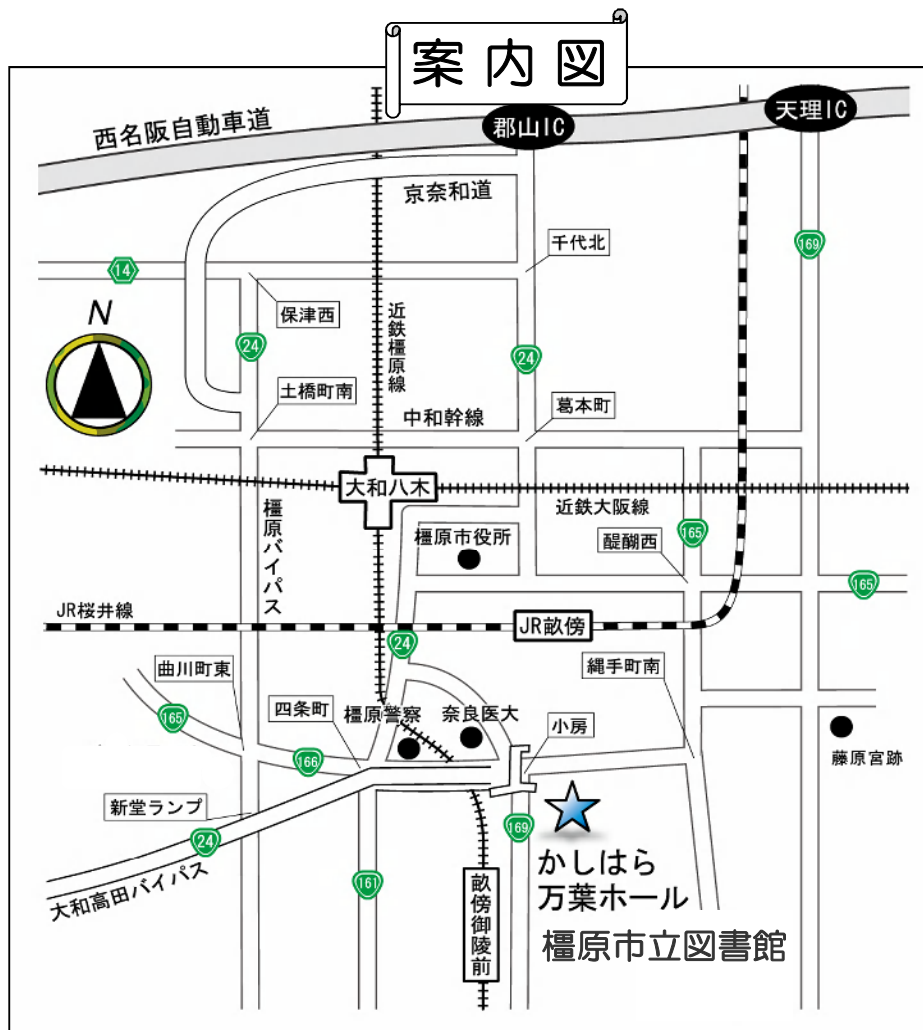 案内図
西名阪自動車道
郡山IC
天理IC
京奈和道
169
千代北
14
保津西
N
24
近鉄橿原線
24
土橋町南
中和幹線
葛本町
大和八木
近鉄大阪線
橿原バイパス
橿原市役所
醍醐西
165
165
JR桜井線
JR畝傍
24
曲川町東
縄手町南
四条町
橿原警察
奈良医大
小房
165
166
藤原宮跡
新堂ランプ
24
169
大和高田バイパス
161
畝傍御陵前
かしはら
万葉ホール
橿原市立図書館